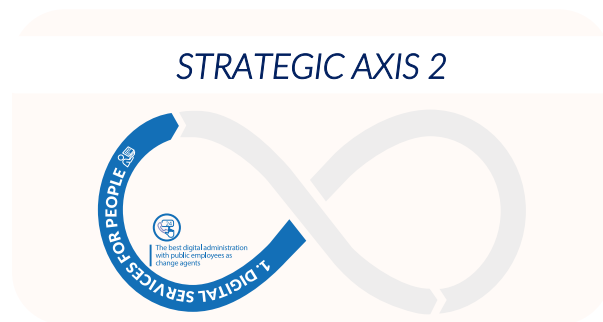 STRATEGIC AXIS 2
1. DIGITAL SERVICES FOR PEOPLE
The best digital administration
with public employees as
change agents